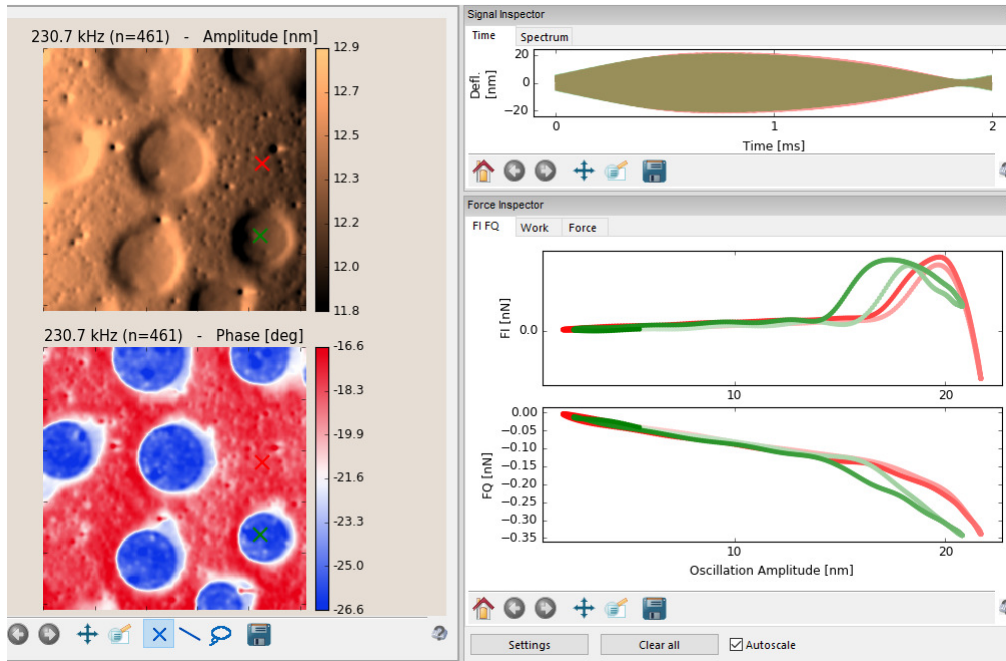 230.7 kHz (n=461) - Amplitude [nm]
12.9
12.7
12.5
12.3
12.2
12.0
11.8
230.7 kHz (n=461) - Phase [deg]
-16.6
-18.3
-19.9
-21.6
-23.3
-25.0
-26.6
Signal Inspector
Time Spectrum
Defl.
[nm]
20
0
−20
0 1 2
Time [ms]
Force Inspector
FI FQ Work Force
FI [nN]
0.0
10 20
FQ [nN]
0.00
−0.05
−0.10
−0.15
−0.20
−0.25
−0.30
−0.35
10 20
Oscillation Amplitude [nm]
Settings Clear all Autoscale